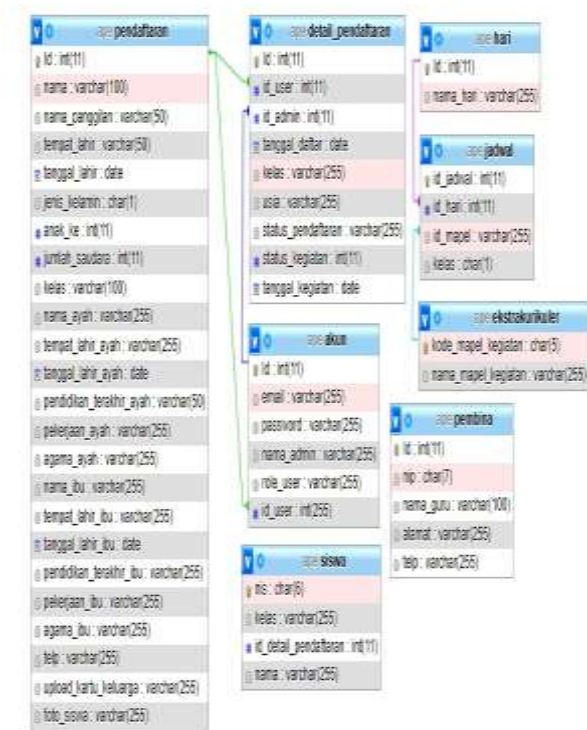 ape pendaftaran
Id : int(11)
nama : varchar(100)
nama_panggilan : varchar(50)
tempat_lahir : varchar(50)
tanggal_lahir : date
jenis_kelamin : char(1)
anak_ke : int(11)
jumlah_saudara : int(11)
kelas : varchar(100)
nama_ayah : varchar(255)
tempat_lahir_ayah : varchar(255)
tanggal_lahir_ayah : date
pendidikan_terakhir_ayah : varchar(50)
pekerjaan_ayah : varchar(255)
agama_ayah : varchar(255)
nama_ibu : varchar(255)
tempat_lahir_ibu : varchar(255)
tanggal_lahir_ibu : date
pendidikan_terakhir_ibu : varchar(255)
pekerjaan_ibu : varchar(255)
agama_ibu : varchar(255)
telp : varchar(255)
upload_kartu_keluarga : varchar(255)
foto_siswa : varchar(255)
ape detail_pendaftaran
Id : int(11)
id_user : int(11)
id_admin : int(11)
tanggal_daftar : date
kelas : varchar(255)
usia : varchar(255)
status_pendaftaran : varchar(255)
status_kegiatan : int(11)
tanggal_kegiatan : date
ape akun
Id : int(11)
email : varchar(255)
password : varchar(255)
nama_admin : varchar(255)
role_user : varchar(255)
id_user : int(255)
ape siswa
nis : char(6)
kelas : varchar(255)
id_detail_pendaftaran : int(11)
nama : varchar(255)
ape hari
Id : int(11)
nama_hari : varchar(255)
ape jadwal
id_jadwal : int(11)
id_hari : int(11)
id_mapel : varchar(255)
kelas : char(1)
ape ekstrakurikuler
kode_mapel_kegiatan : char(5)
nama_mapel_kegiatan : varchar(255)
ape pembina
Id : int(11)
nip : char(7)
nama_guru : varchar(100)
alamat : varchar(255)
telp : varchar(255)